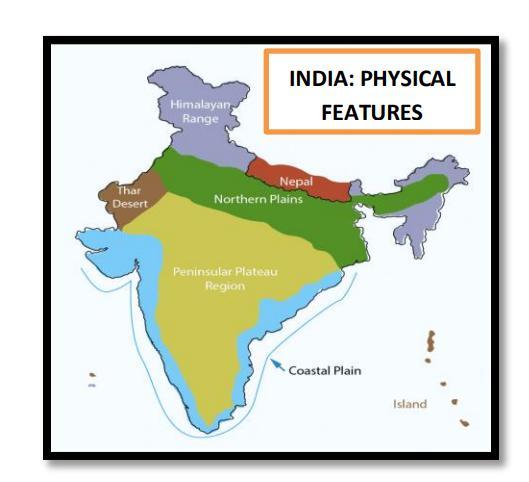 INDIA: PHYSICAL
FEATURES
Himalayan
Range
Nepal
Thar
Desert
Northern Plains
Peninsular Plateau
Region
Coastal Plain
Island